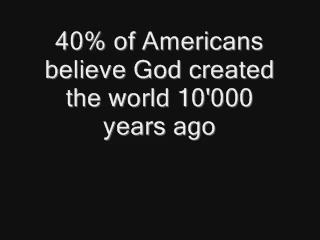 40% of Americans
believe God created
the world 10'000
years ago